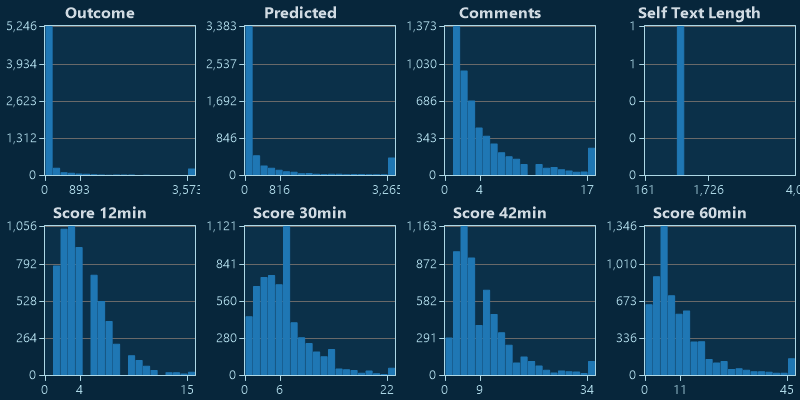 Outcome
5,246
3,934
2,623
1,312
0
0 893 3,573
Predicted
3,383
2,537
1,692
846
0
0 816 3,265
Comments
1,373
1,030
686
343
0
0 4 17
Self Text Length
1
1
0
0
0
161 1,726 4,0
Score 12min
1,056
792
528
264
0
0 4 15
Score 30min
1,121
841
560
280
0
0 6 22
Score 42min
1,163
872
582
291
0
0 9 34
Score 60min
1,346
1,010
673
336
0
0 11 45